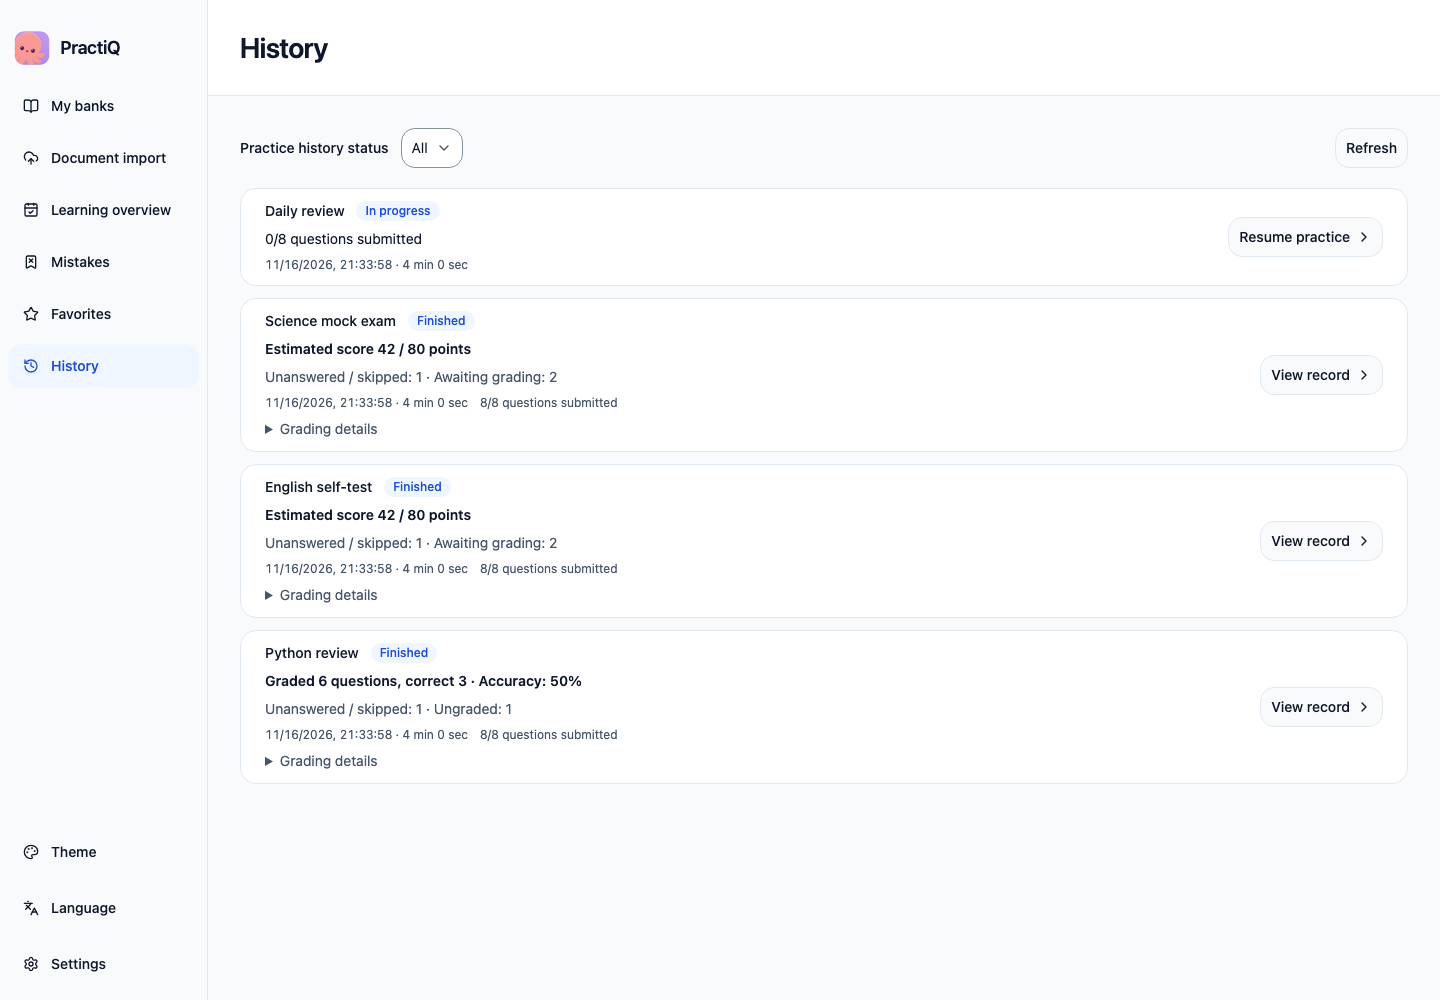 PractiQ
My banks
Document import
Learning overview
Mistakes
Favorites
History
Theme
Language
Settings
History
Practice history status
All
Refresh
Daily review
In progress
0/8 questions submitted
11/16/2026, 21:33:58 · 4 min 0 sec
Resume practice
Science mock exam
Finished
Estimated score 42 / 80 points
Unanswered / skipped: 1 · Awaiting grading: 2
11/16/2026, 21:33:58 · 4 min 0 sec 8/8 questions submitted
Grading details
View record
English self-test
Finished
Estimated score 42 / 80 points
Unanswered / skipped: 1 · Awaiting grading: 2
11/16/2026, 21:33:58 · 4 min 0 sec 8/8 questions submitted
Grading details
View record
Python review
Finished
Graded 6 questions, correct 3 · Accuracy: 50%
Unanswered / skipped: 1 · Ungraded: 1
11/16/2026, 21:33:58 · 4 min 0 sec 8/8 questions submitted
Grading details
View record